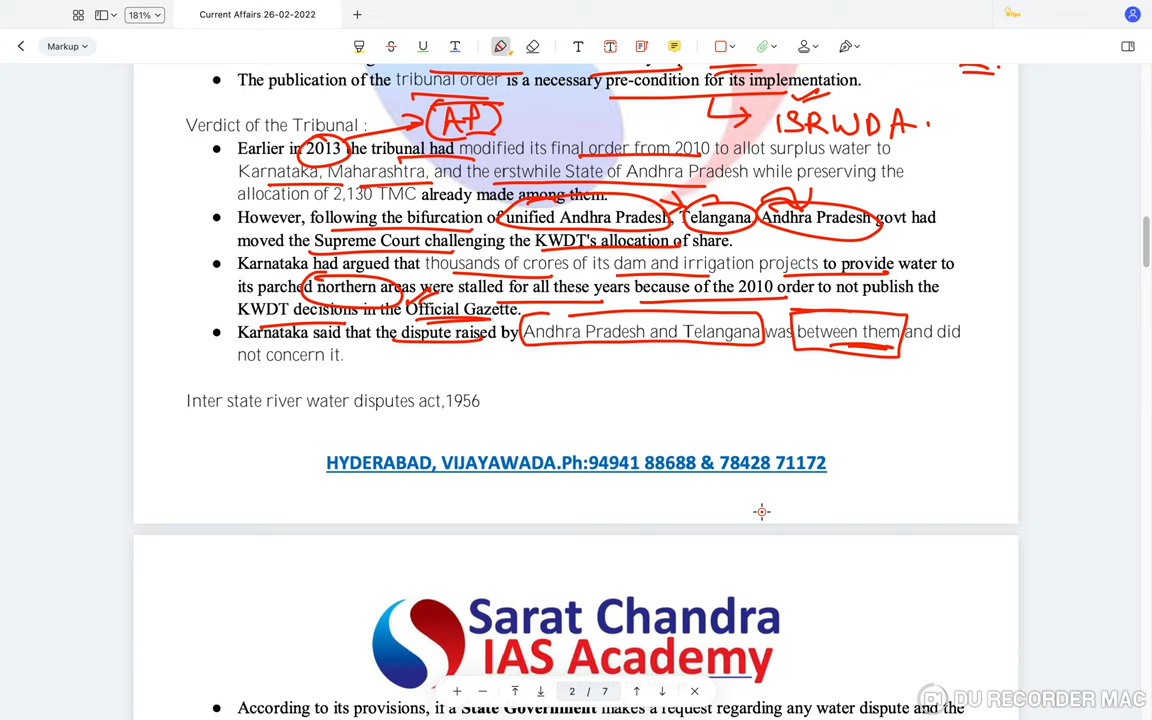 181%
Current Affairs 26-02-2022
Markup
The publication of the tribunal order is a necessary pre-condition for its implementation.
Verdict of the Tribunal :
AP
ISRWDA.
Earlier in 2013 the tribunal had modified its final order from 2010 to allot surplus water to
Karnataka, Maharashtra, and the erstwhile State of Andhra Pradesh while preserving the
allocation of 2,130 TMC already made among them.
However, following the bifurcation of unified Andhra Pradesh, Telangana, Andhra Pradesh govt had
moved the Supreme Court challenging the KWDT's allocation of share.
Karnataka had argued that thousands of crores of its dam and irrigation projects to provide water to
its parched northern areas were stalled for all these years because of the 2010 order to not publish the
KWDT decisions in the Official Gazette.
Karnataka said that the dispute raised by Andhra Pradesh and Telangana was between them and did
not concern it.
Inter state river water disputes act,1956
HYDERABAD, VIJAYAWADA.Ph:94941 88688 & 78428 71172
Sarat Chandra
IAS Academy
2 / 7
DU RECORDER MAC
According to its provisions, if a State Government makes a request regarding any water dispute and the